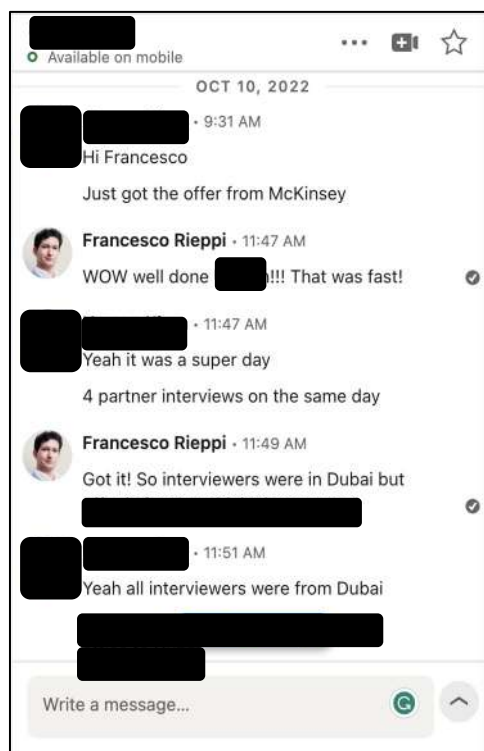 Available on mobile
OCT 10, 2022
• 9:31 AM
Hi Francesco
Just got the offer from McKinsey
Francesco Rieppi • 11:47 AM
WOW well done !!! That was fast!
• 11:47 AM
Yeah it was a super day
4 partner interviews on the same day
Francesco Rieppi • 11:49 AM
Got it! So interviewers were in Dubai but
• 11:51 AM
Yeah all interviewers were from Dubai
Write a message...